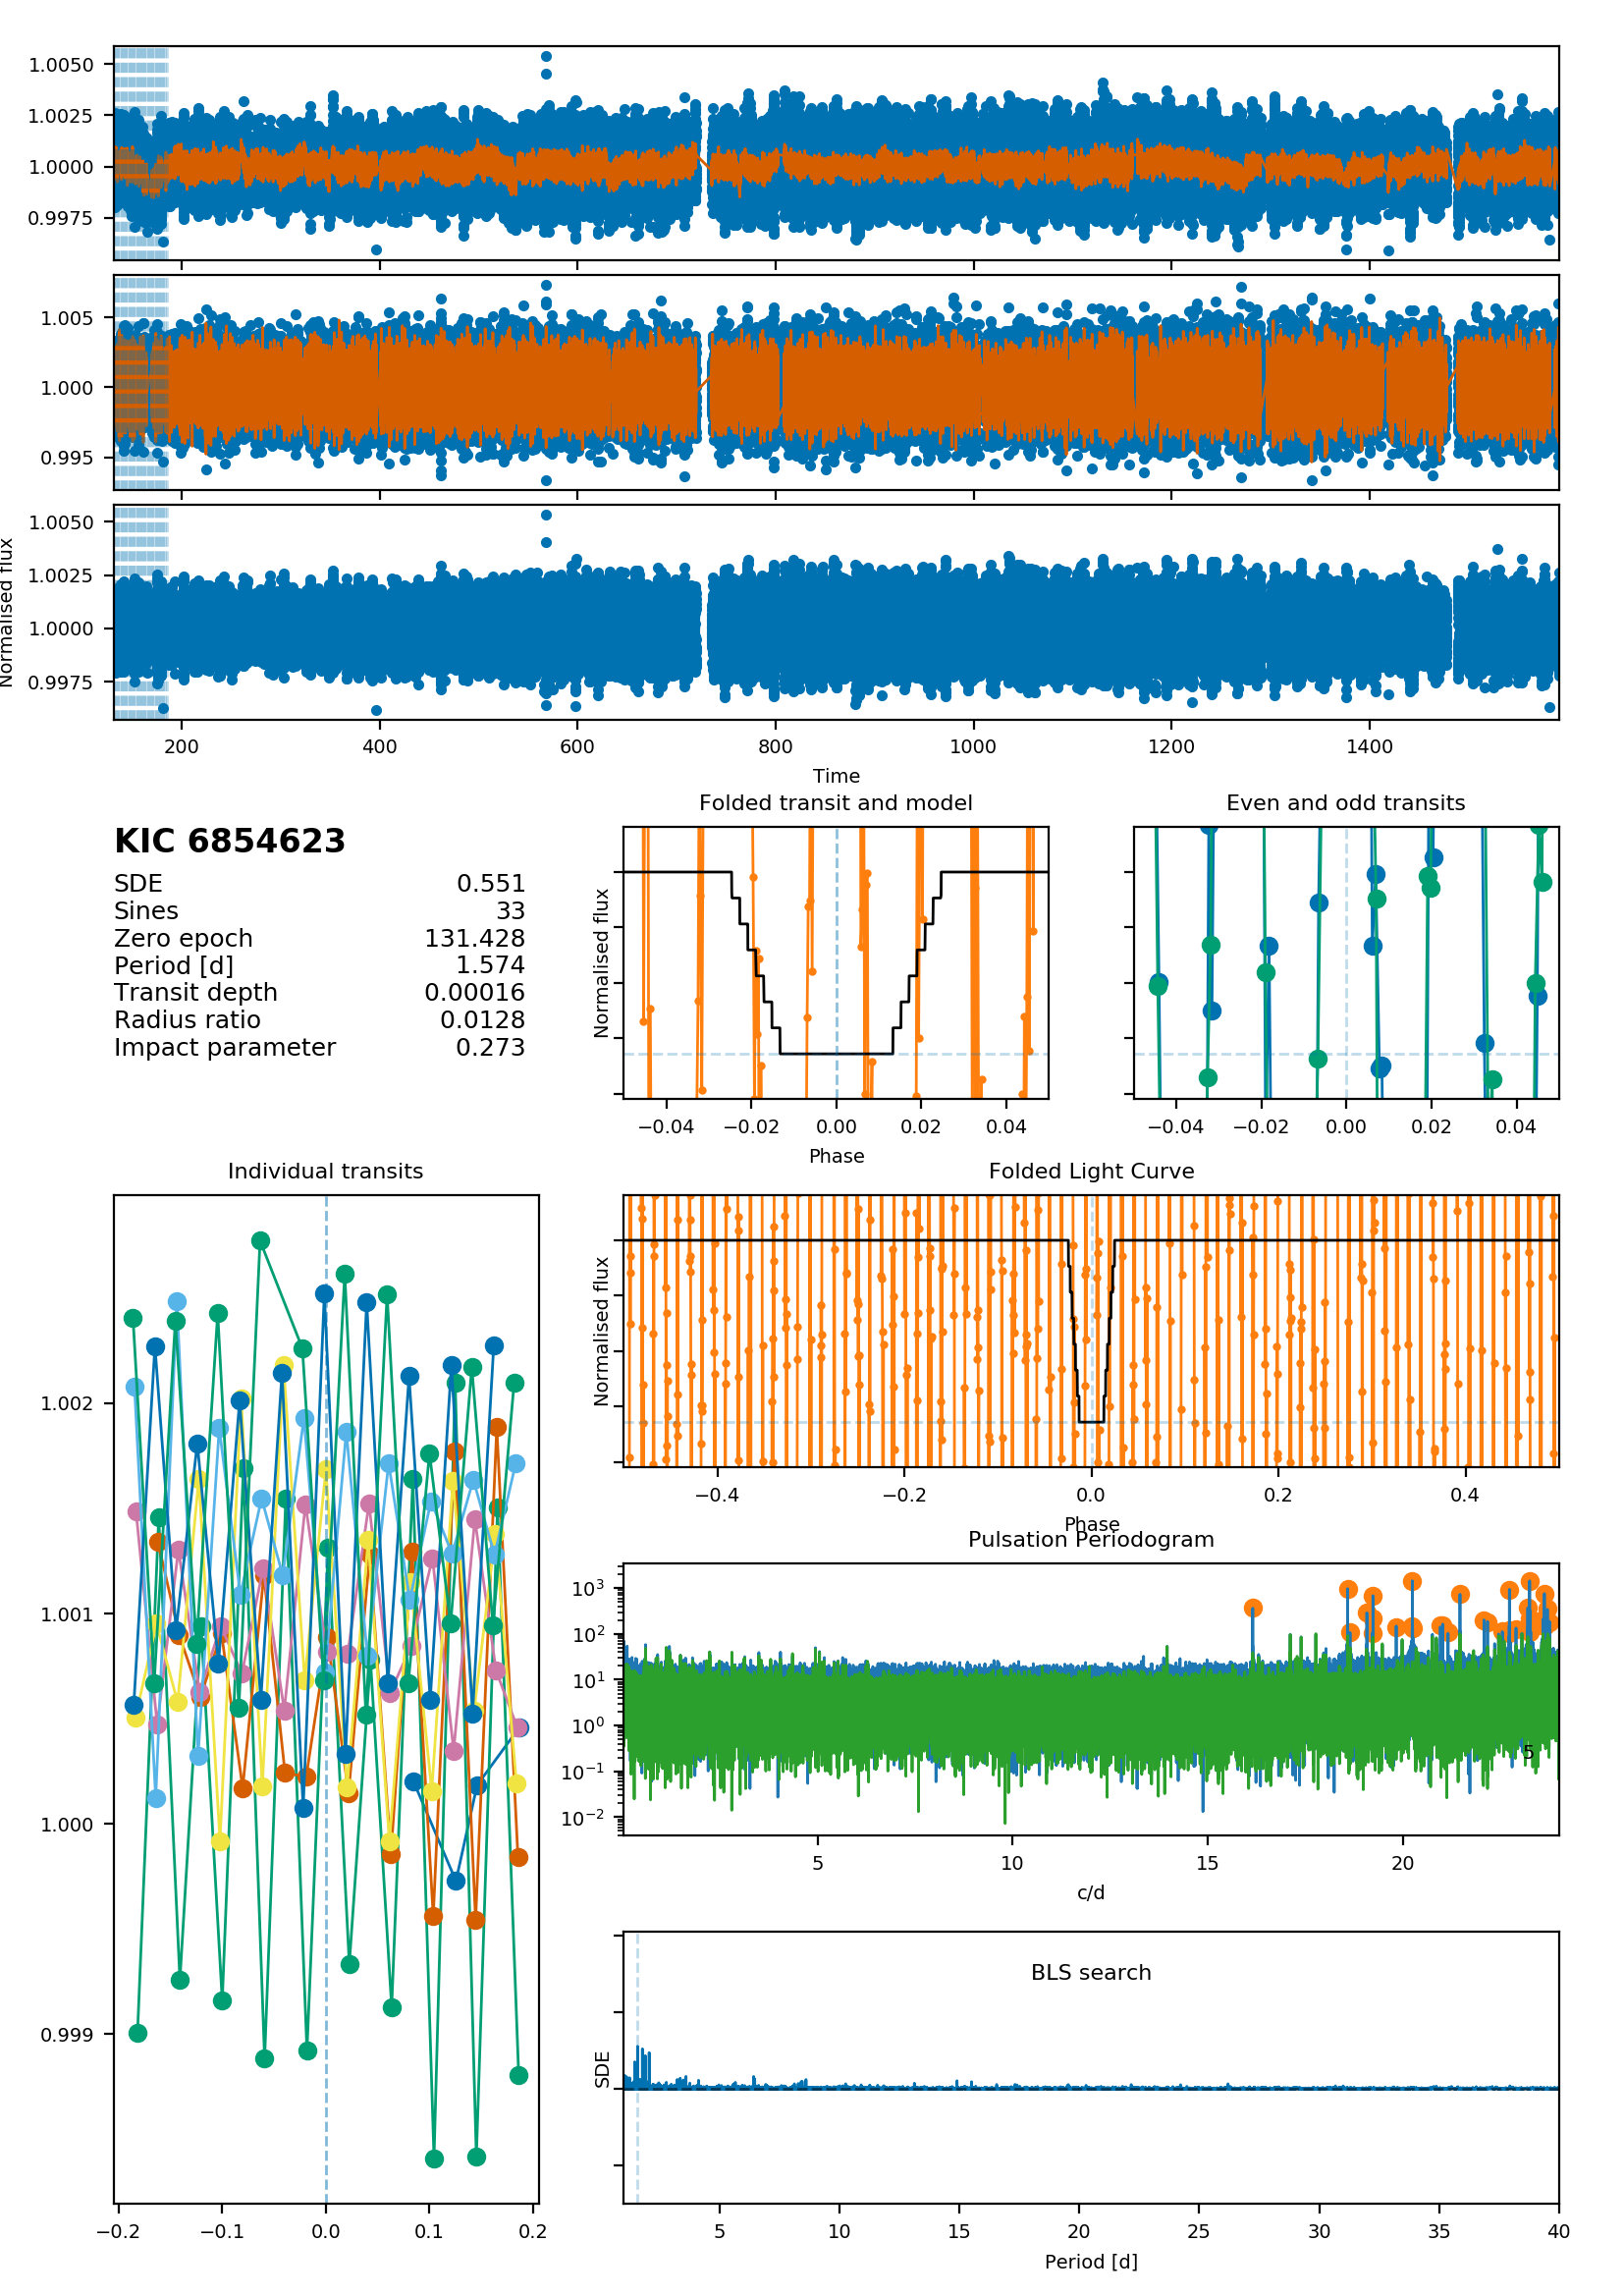 1.0050
1.0025
1.0000
0.9975
1.005
1.000
0.995
1.0050
1.0025
1.0000
0.9975
Normalised flux
200 400 600 800 1000 1200 1400
Time
KIC 6854623
SDE 0.551
Sines 33
Zero epoch 131.428
Period [d] 1.574
Transit depth 0.00016
Radius ratio 0.0128
Impact parameter 0.273
Folded transit and model
Normalised flux
−0.04 −0.02 0.00 0.02 0.04
Phase
Even and odd transits
−0.04 −0.02 0.00 0.02 0.04
Individual transits
1.002
1.001
1.000
0.999
−0.2 −0.1 0.0 0.1 0.2
Folded Light Curve
Normalised flux
−0.4 −0.2 0.0 0.2 0.4
Phase
Pulsation Periodogram
10³
10²
10¹
10⁰
10⁻¹
10⁻²
5
5 10 15 20
c/d
BLS search
SDE
5 10 15 20 25 30 35 40
Period [d]